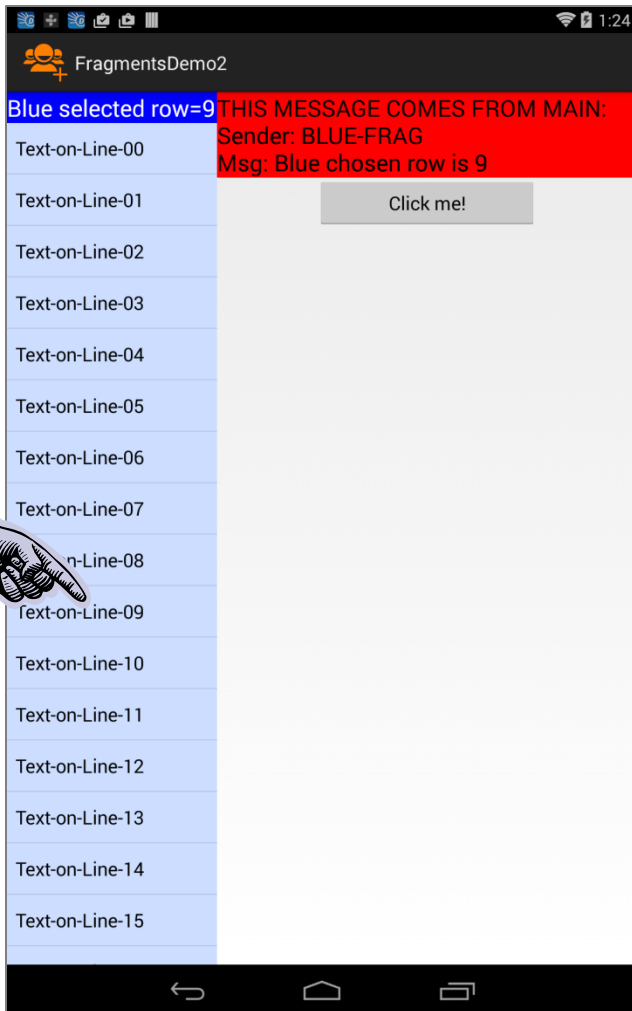 1:24
FragmentsDemo2
Blue selected row=9
THIS MESSAGE COMES FROM MAIN:
Sender: BLUE-FRAG
Msg: Blue chosen row is 9
Click me!
Text-on-Line-00
Text-on-Line-01
Text-on-Line-02
Text-on-Line-03
Text-on-Line-04
Text-on-Line-05
Text-on-Line-06
Text-on-Line-07
n-Line-08
Text-on-Line-09
Text-on-Line-10
Text-on-Line-11
Text-on-Line-12
Text-on-Line-13
Text-on-Line-14
Text-on-Line-15